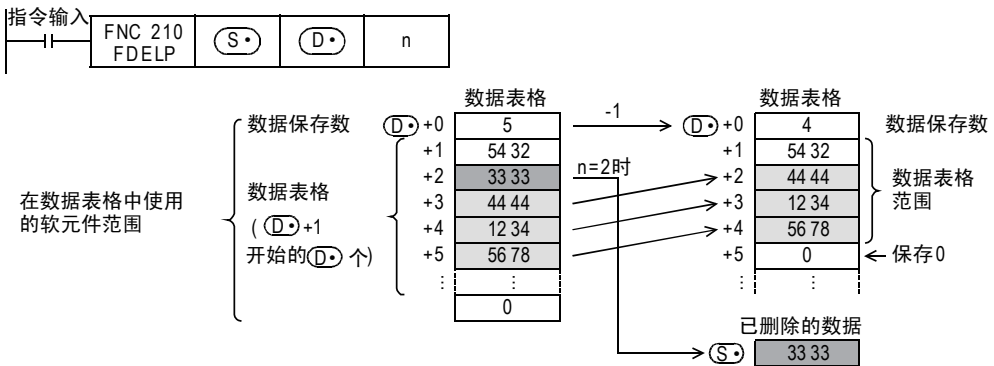 指令输入
FNC 210
FDELP
S• D• n
数据表格 数据表格
数据保存数 D• +0 5 -1 D• +0 4 数据保存数
+1 54 32 +1 54 32
+2 33 33 n=2时 +2 44 44
+3 44 44 +3 12 34
+4 12 34 +4 56 78
+5 56 78 +5 0 保存0
在数据表格中使用
的软元件范围
数据表格
( D• +1
开始的 D• 个)
数据表格
范围
⋮ ⋮ ⋮ ⋮
0
已删除的数据
S• 33 33